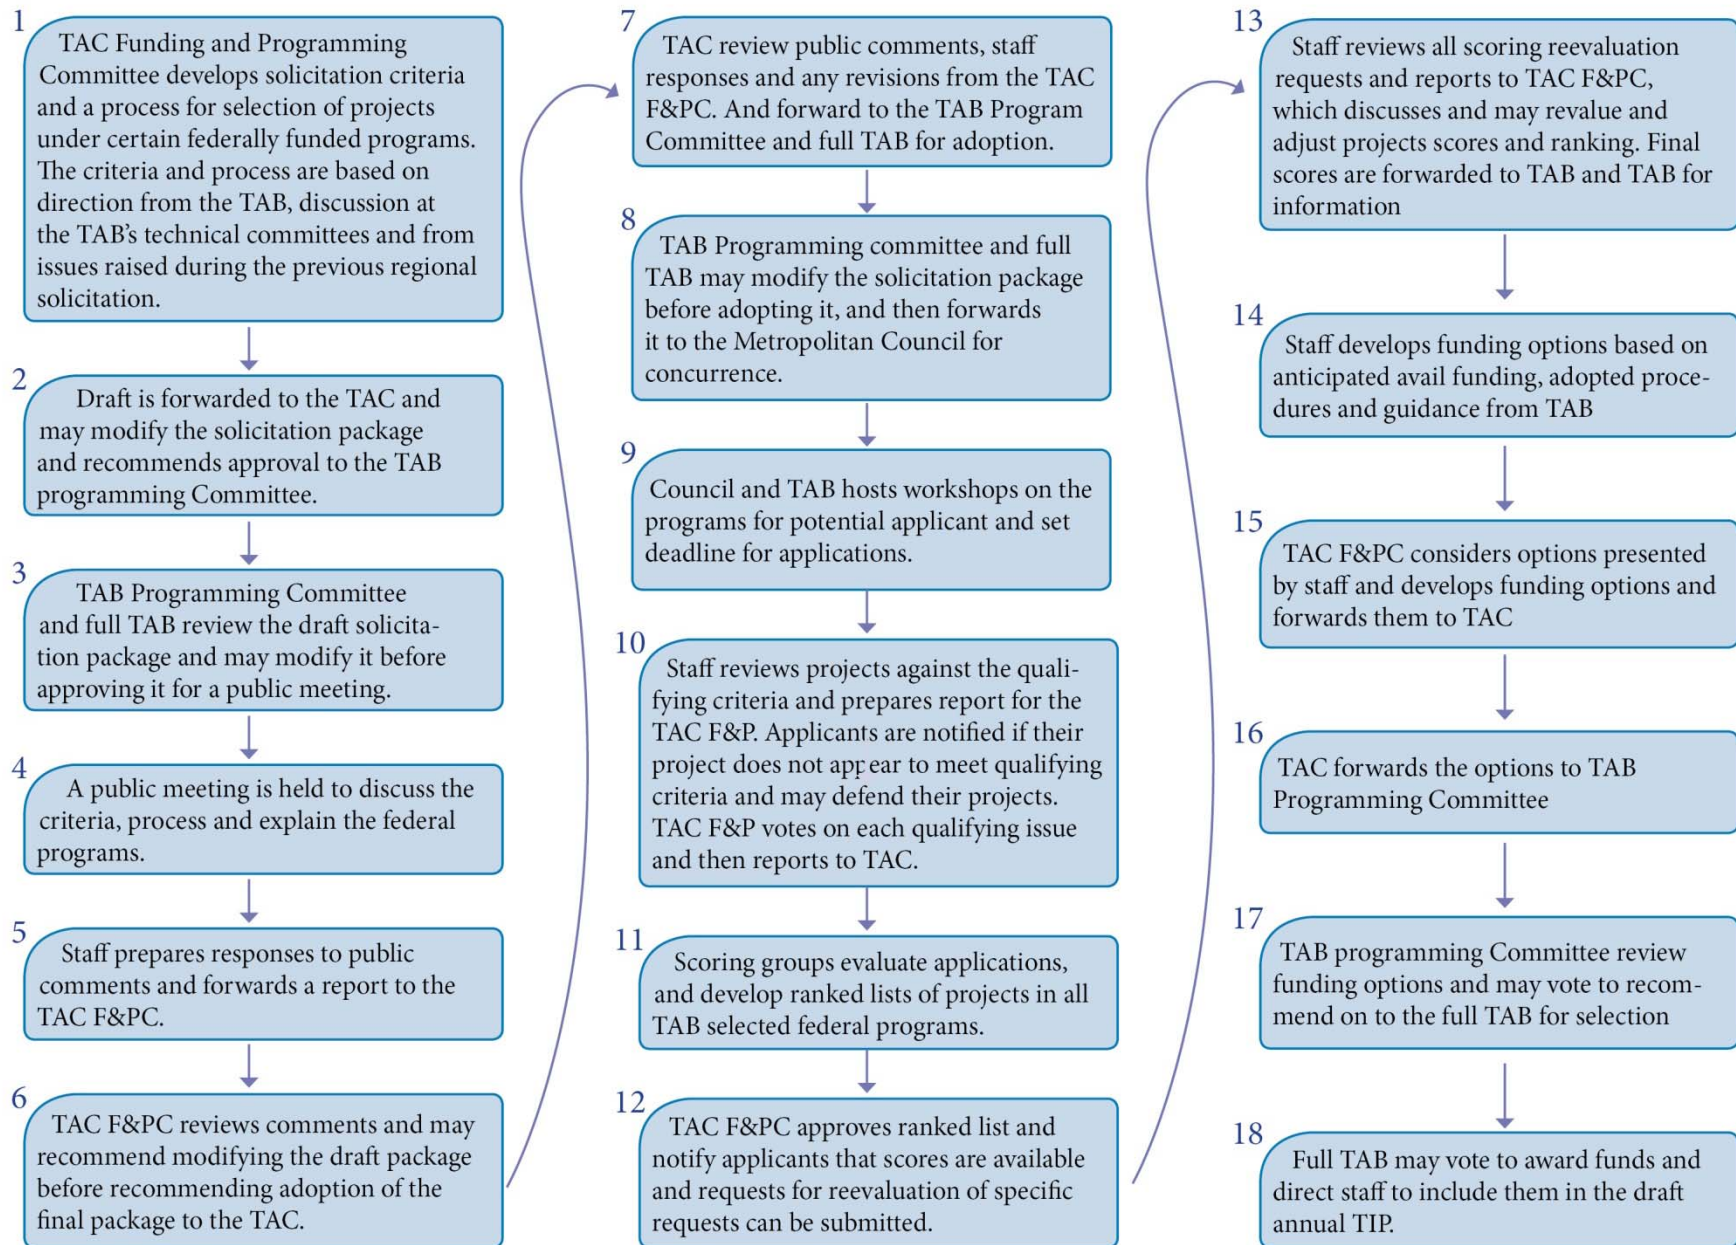 1
TAC Funding and Programming
Committee develops solicitation criteria
and a process for selection of projects
under certain federally funded programs.
The criteria and process are based on
direction from the TAB, discussion at
the TAB's technical committees and from
issues raised during the previous regional
solicitation.
2
Draft is forwarded to the TAC and
may modify the solicitation package
and recommends approval to the TAB
programming Committee.
3
TAB Programming Committee
and full TAB review the draft solicita-
tion package and may modify it before
approving it for a public meeting.
4
A public meeting is held to discuss the
criteria, process and explain the federal
programs.
5
Staff prepares responses to public
comments and forwards a report to the
TAC F&PC.
6
TAC F&PC reviews comments and may
recommend modifying the draft package
before recommending adoption of the
final package to the TAC.
7
TAC review public comments, staff
responses and any revisions from the TAC
F&PC. And forward to the TAB Program
Committee and full TAB for adoption.
8
TAB Programming committee and full
TAB may modify the solicitation package
before adopting it, and then forwards
it to the Metropolitan Council for
concurrence.
9
Council and TAB hosts workshops on the
programs for potential applicant and set
deadline for applications.
10
Staff reviews projects against the quali-
fying criteria and prepares report for the
TAC F&P. Applicants are notified if their
project does not appear to meet qualifying
criteria and may defend their projects.
TAC F&P votes on each qualifying issue
and then reports to TAC.
11
Scoring groups evaluate applications,
and develop ranked lists of projects in all
TAB selected federal programs.
12
TAC F&PC approves ranked list and
notify applicants that scores are available
and requests for reevaluation of specific
requests can be submitted.
13
Staff reviews all scoring reevaluation
requests and reports to TAC F&PC,
which discusses and may revalue and
adjust projects scores and ranking. Final
scores are forwarded to TAB and TAB for
information
14
Staff develops funding options based on
anticipated avail funding, adopted proce-
dures and guidance from TAB
15
TAC F&PC considers options presented
by staff and develops funding options and
forwards them to TAC
16
TAC forwards the options to TAB
Programming Committee
17
TAB programming Committee review
funding options and may vote to recom-
mend on to the full TAB for selection
18
Full TAB may vote to award funds and
direct staff to include them in the draft
annual TIP.